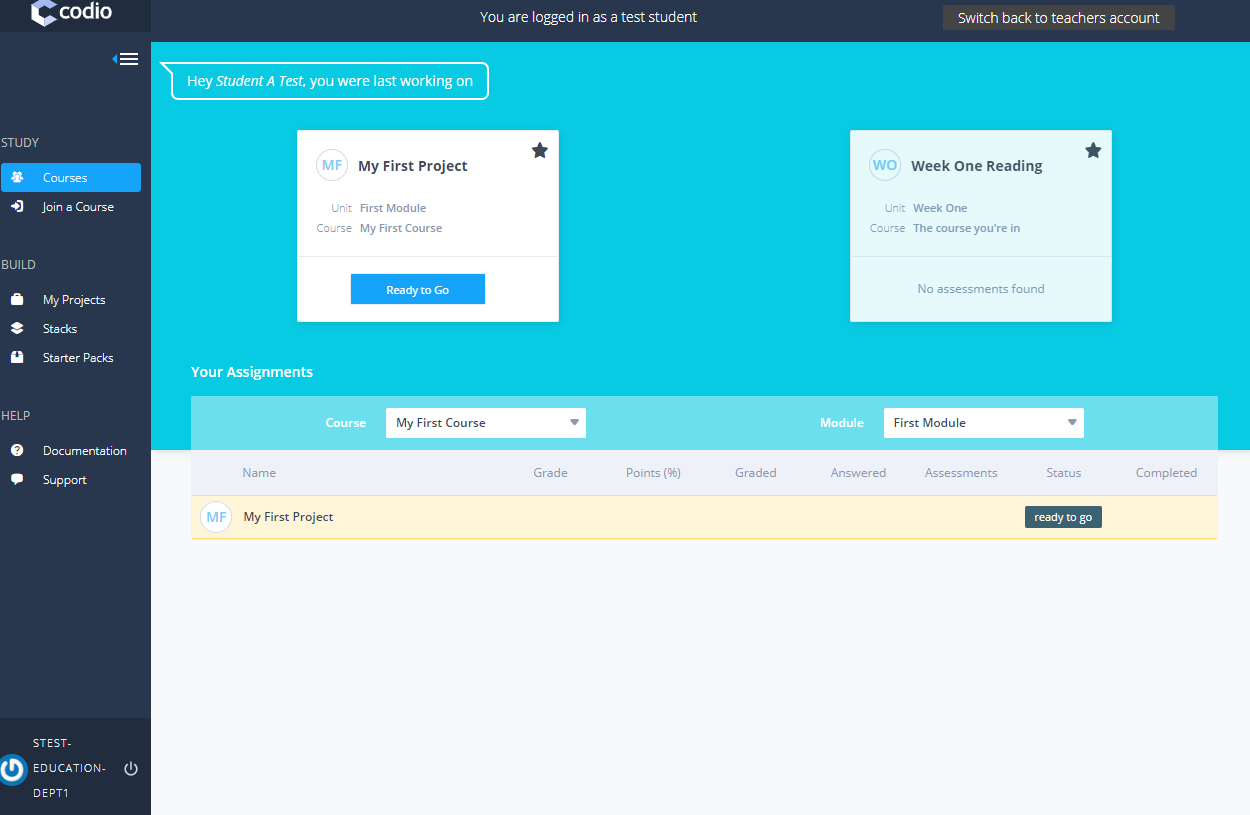 codio
You are logged in as a test student
Switch back to teachers account
Hey Student A Test, you were last working on
STUDY
Courses
Join a Course
BUILD
My Projects
Stacks
Starter Packs
HELP
Documentation
Support
STEST-
EDUCATION-
DEPT1
MF My First Project
Unit First Module
Course My First Course
Ready to Go
WO Week One Reading
Unit Week One
Course The course you're in
No assessments found
Your Assignments
Course My First Course Module First Module
Name Grade Points (%) Graded Answered Assessments Status Completed
MF My First Project ready to go